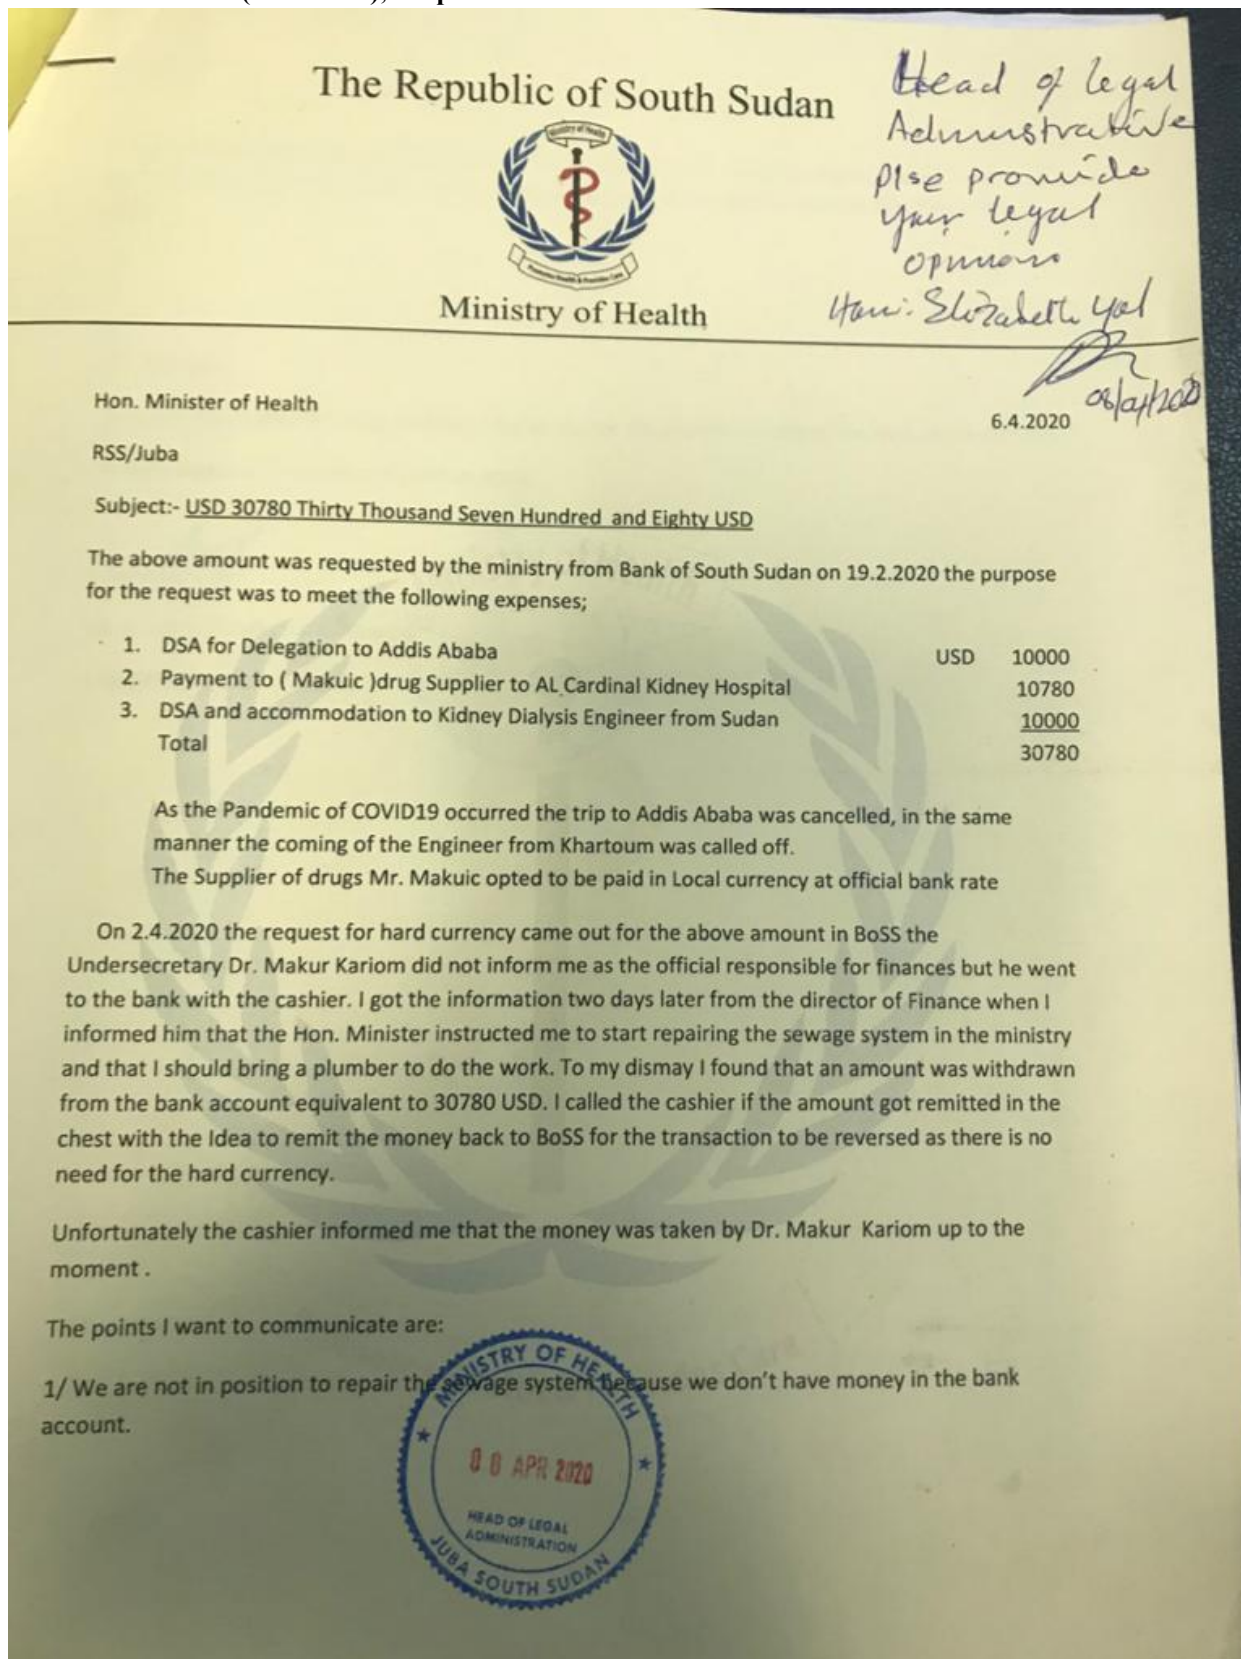 The Republic of South Sudan
Ministry of Health
Ministry of Health
Head of legal
Administrative
plse provide
your legal
opinions
Hon: Elizabeth
6.4.2020
Hon. Minister of Health
RSS/Juba
Subject:- USD 30780 Thirty Thousand Seven Hundred and Eighty USD
The above amount was requested by the ministry from Bank of South Sudan on 19.2.2020 the purpose
for the request was to meet the following expenses;
1. DSA for Delegation to Addis Ababa USD 10000
2. Payment to ( Makuic )drug Supplier to AL Cardinal Kidney Hospital 10780
3. DSA and accommodation to Kidney Dialysis Engineer from Sudan 10000
Total 30780
As the Pandemic of COVID19 occurred the trip to Addis Ababa was cancelled, in the same
manner the coming of the Engineer from Khartoum was called off.
The Supplier of drugs Mr. Makuic opted to be paid in Local currency at official bank rate
On 2.4.2020 the request for hard currency came out for the above amount in BoSS the
Undersecretary Dr. Makur Kariom did not inform me as the official responsible for finances but he went
to the bank with the cashier. I got the information two days later from the director of Finance when I
informed him that the Hon. Minister instructed me to start repairing the sewage system in the ministry
and that I should bring a plumber to do the work. To my dismay I found that an amount was withdrawn
from the bank account equivalent to 30780 USD. I called the cashier if the amount got remitted in the
chest with the Idea to remit the money back to BoSS for the transaction to be reversed as there is no
need for the hard currency.
Unfortunately the cashier informed me that the money was taken by Dr. Makur Kariom up to the
moment .
The points I want to communicate are:
1/ We are not in position to repair the sewage system because we don't have money in the bank
account.
MINISTRY OF HEALTH
APR 2020
HEAD OF LEGAL
ADMINISTRATION
JUBA SOUTH SUDAN